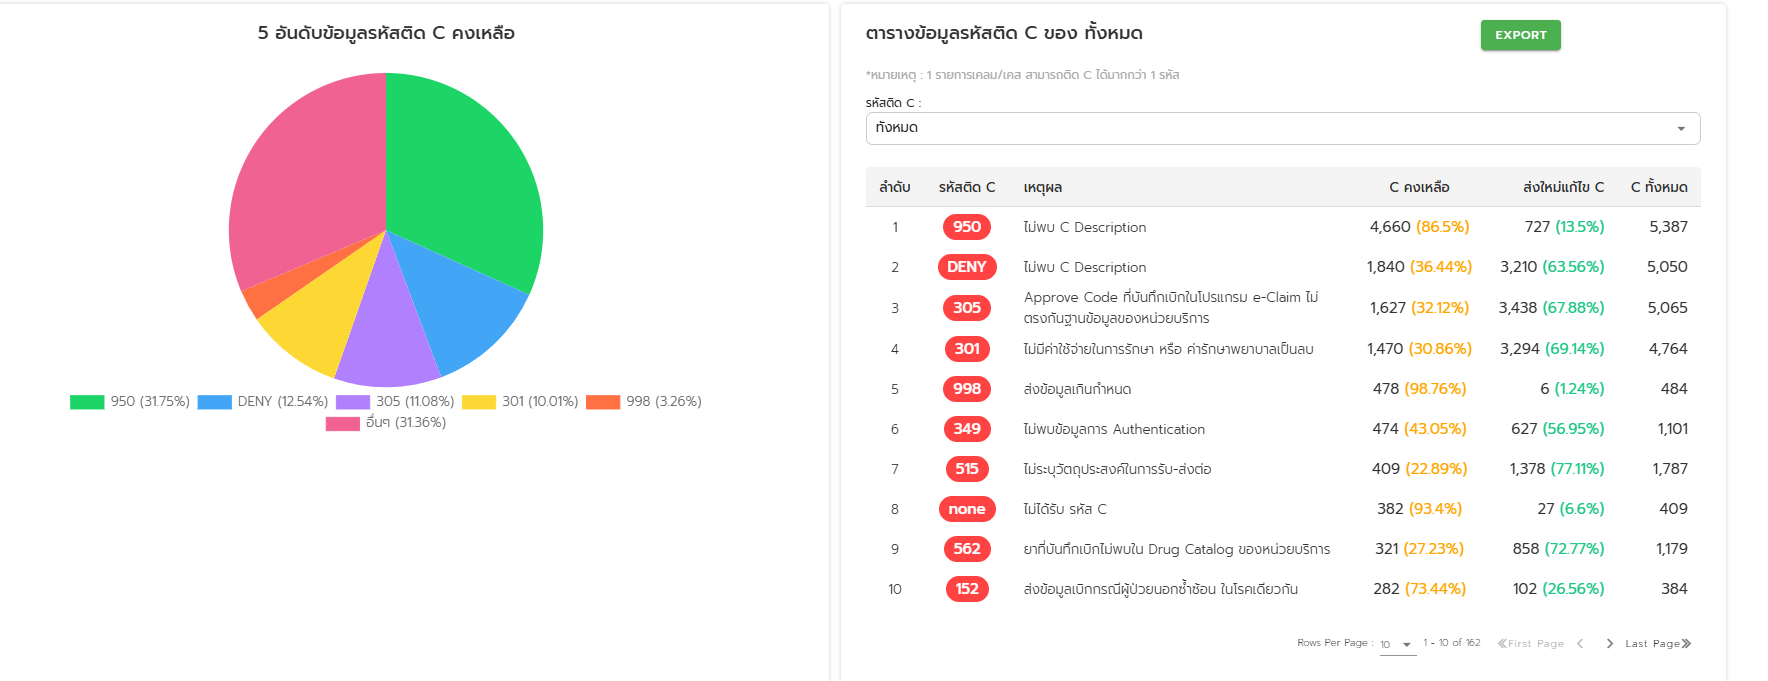 5 อันดับข้อมูลรหัสติด C คงเหลือ
950 (31.75%) DENY (12.54%) 305 (11.08%) 301 (10.01%) 998 (3.26%)
อื่นๆ (31.36%)
ตารางข้อมูลรหัสติด C ของ ทั้งหมด
EXPORT
*หมายเหตุ : 1 รายการเคลม/เคส สามารถติด C ได้มากกว่า 1 รหัส
รหัสติด C :
ทั้งหมด
ลำดับ รหัสติด C เหตุผล C คงเหลือ ส่งใหม่แก้ไข C C ทั้งหมด
1 950 ไม่พบ C Description 4,660 (86.5%) 727 (13.5%) 5,387
2 DENY ไม่พบ C Description 1,840 (36.44%) 3,210 (63.56%) 5,050
3 305 Approve Code ที่บันทึกเบิกในโปรแกรม e-Claim ไม่
ตรงกันฐานข้อมูลของหน่วยบริการ 1,627 (32.12%) 3,438 (67.88%) 5,065
4 301 ไม่มีค่าใช้จ่ายในการรักษา หรือ ค่ารักษาพยาบาลเป็นลบ 1,470 (30.86%) 3,294 (69.14%) 4,764
5 998 ส่งข้อมูลเกินกำหนด 478 (98.76%) 6 (1.24%) 484
6 349 ไม่พบข้อมูลการ Authentication 474 (43.05%) 627 (56.95%) 1,101
7 515 ไม่ระบุวัตถุประสงค์ในการรับ-ส่งต่อ 409 (22.89%) 1,378 (77.11%) 1,787
8 none ไม่ได้รับ รหัส C 382 (93.4%) 27 (6.6%) 409
9 562 ยาที่บันทึกเบิกไม่พบใน Drug Catalog ของหน่วยบริการ 321 (27.23%) 858 (72.77%) 1,179
10 152 ส่งข้อมูลเบิกกรณีผู้ป่วยนอกซ้ำซ้อน ในโรคเดียวกัน 282 (73.44%) 102 (26.56%) 384
Rows Per Page : 10 1 - 10 of 162 First Page Last Page